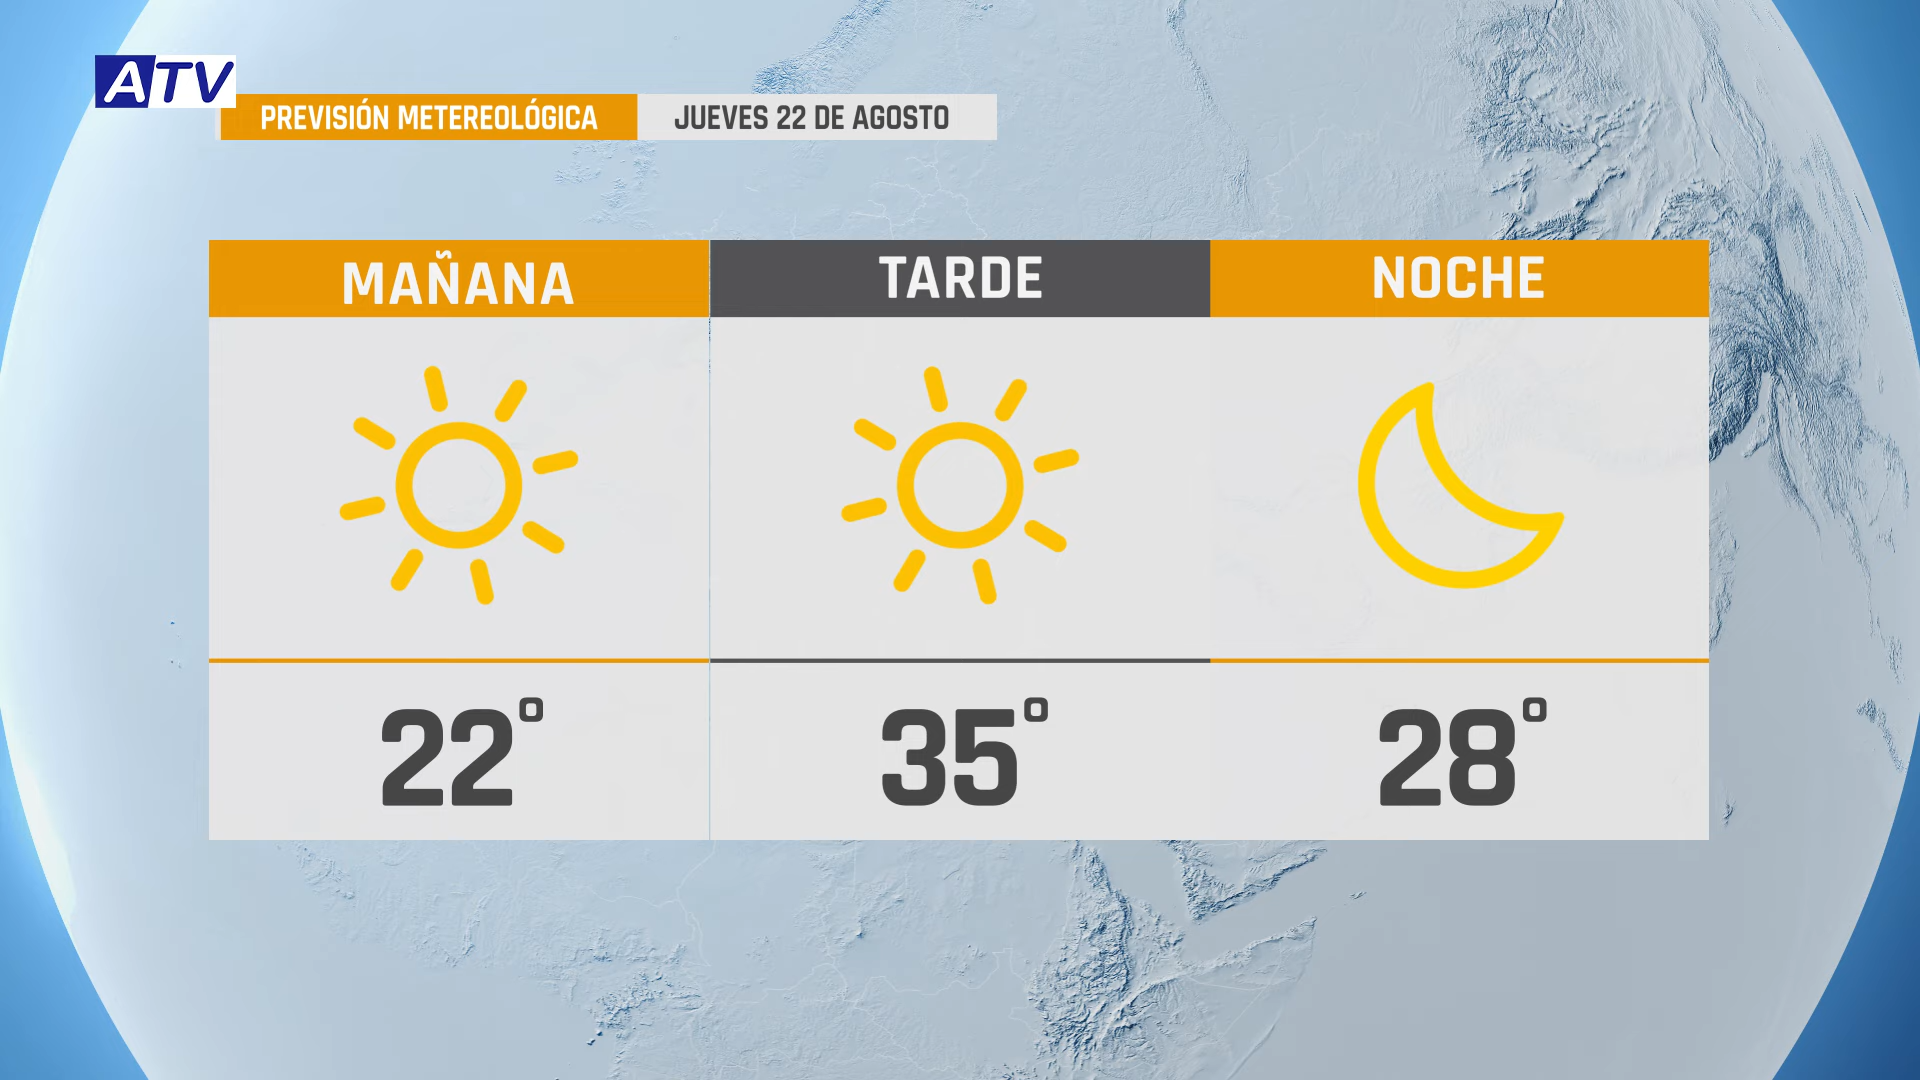 ATV
PREVISIÓN METEREOLÓGICA JUEVES 22 DE AGOSTO
MAÑANA TARDE NOCHE
22° 35° 28°